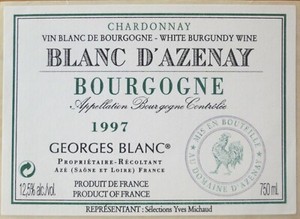 CHARDONNAY
VIN BLANC DE BOURGOGNE - WHITE BURGUNDY WINE
BLANC D'AZENAY
BOURGOGNE
Appellation Bourgogne Contrôlée
1997
GEORGES BLANC®
PROPRIÉTAIRE-RÉCOLTANT
AZÉ (SAÔNE ET LOIRE) FRANCE
MIS EN BOUTEILLE
AU DOMAINE D'AZENAY
12,5% alc./vol.
PRODUIT DE FRANCE
PRODUCT OF FRANCE
750 ml
REPRÉSENTANT : Sélections Yves Michaud